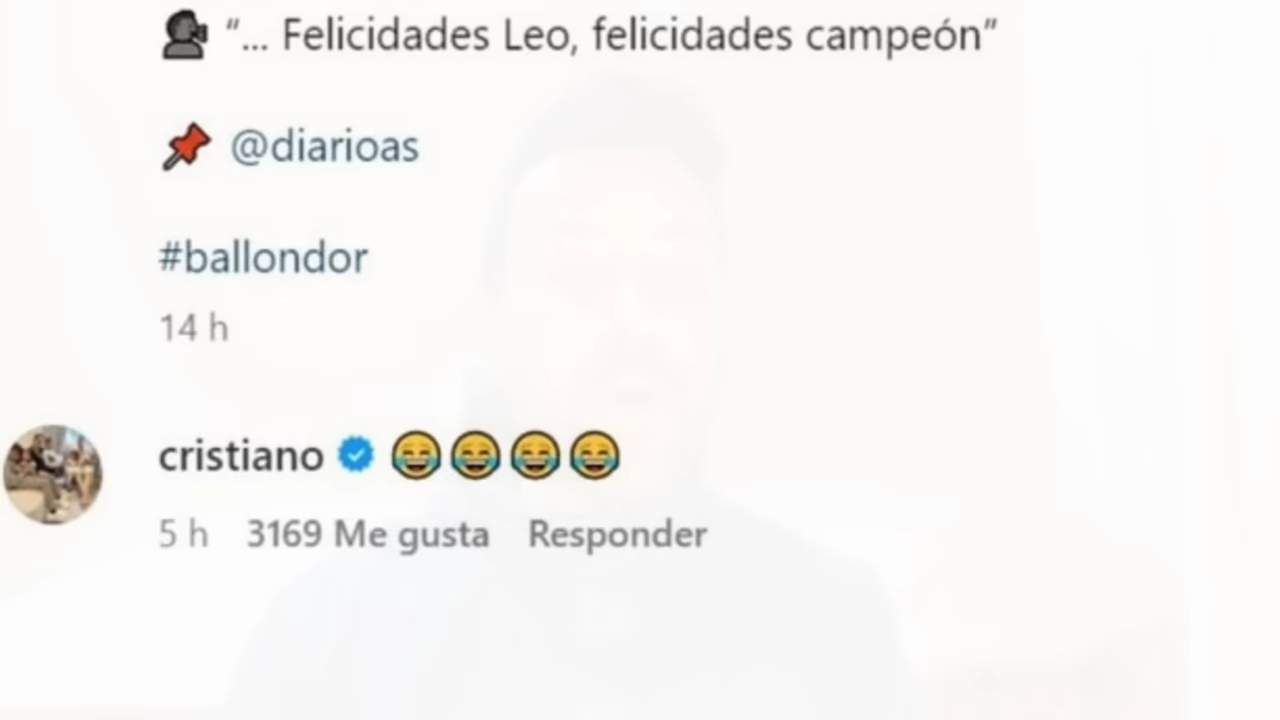 🗣 “... Felicidades Leo, felicidades campeón”
📌 @diarioas
#ballondor
14 h
cristiano 😂😂😂😂
5 h 3169 Me gusta Responder